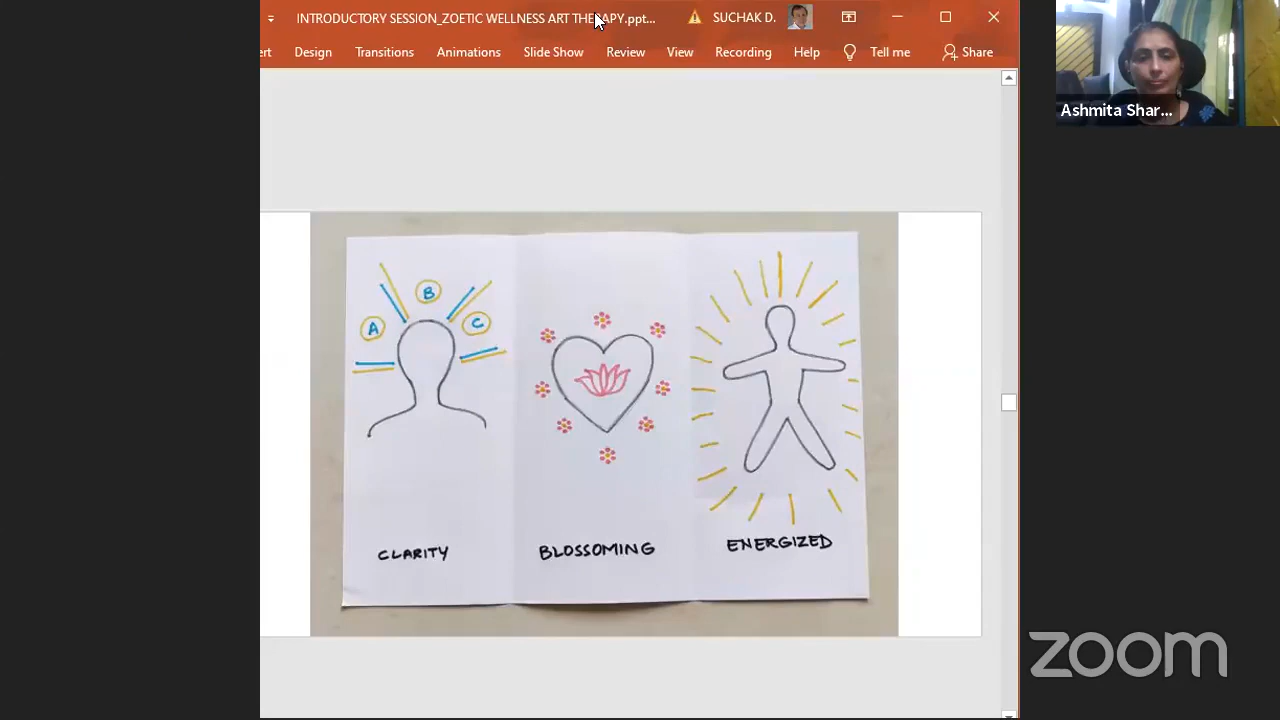 INTRODUCTORY SESSION_ZOETIC WELLNESS ART THERAPY.ppt... SUCHAK D.
ert Design Transitions Animations Slide Show Review View Recording Help Tell me Share
Ashmita Shar...
A B C
CLARITY BLOSSOMING ENERGIZED
zoom